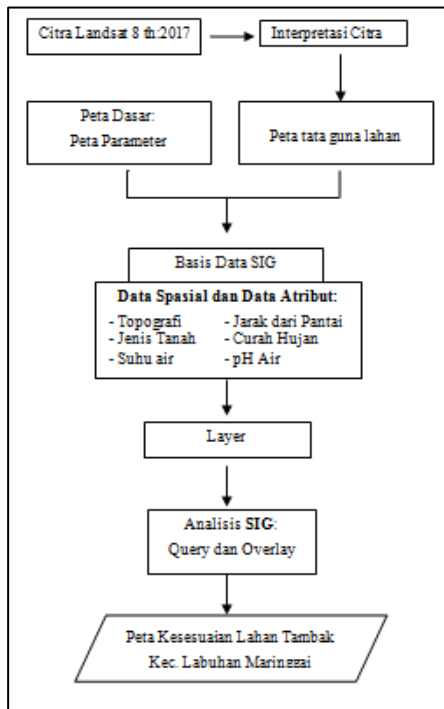 Citra Landsat 8 th:2017
Interpretasi Citra
Peta Dasar:
Peta Parameter
Peta tata guna lahan
Basis Data SIG
Data Spasial dan Data Atribut:
- Topografi - Jarak dari Pantai
- Jenis Tanah - Curah Hujan
- Suhu air - pH Air
Layer
Analisis SIG:
Query dan Overlay
Peta Kesesuaian Lahan Tambak
Kec. Labuhan Maringgai